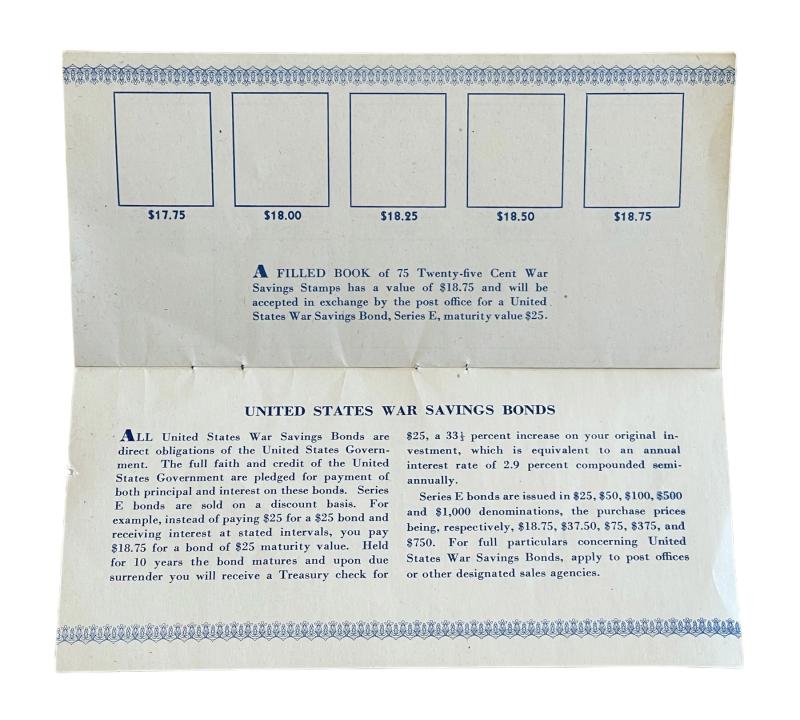 $17.75 $18.00 $18.25 $18.50 $18.75
A FILLED BOOK of 75 Twenty-five Cent War
Savings Stamps has a value of $18.75 and will be
accepted in exchange by the post office for a United
States War Savings Bond, Series E, maturity value $25.
UNITED STATES WAR SAVINGS BONDS
ALL United States War Savings Bonds are
direct obligations of the United States Govern-
ment. The full faith and credit of the United
States Government are pledged for payment of
both principal and interest on these bonds. Series
E bonds are sold on a discount basis. For
example, instead of paying $25 for a $25 bond and
receiving interest at stated intervals, you pay
$18.75 for a bond of $25 maturity value. Held
for 10 years the bond matures and upon due
surrender you will receive a Treasury check for
$25, a 33⅓ percent increase on your original in-
vestment, which is equivalent to an annual
interest rate of 2.9 percent compounded semi-
annually.
Series E bonds are issued in $25, $50, $100, $500
and $1,000 denominations, the purchase prices
being, respectively, $18.75, $37.50, $75, $375, and
$750. For full particulars concerning United
States War Savings Bonds, apply to post offices
or other designated sales agencies.